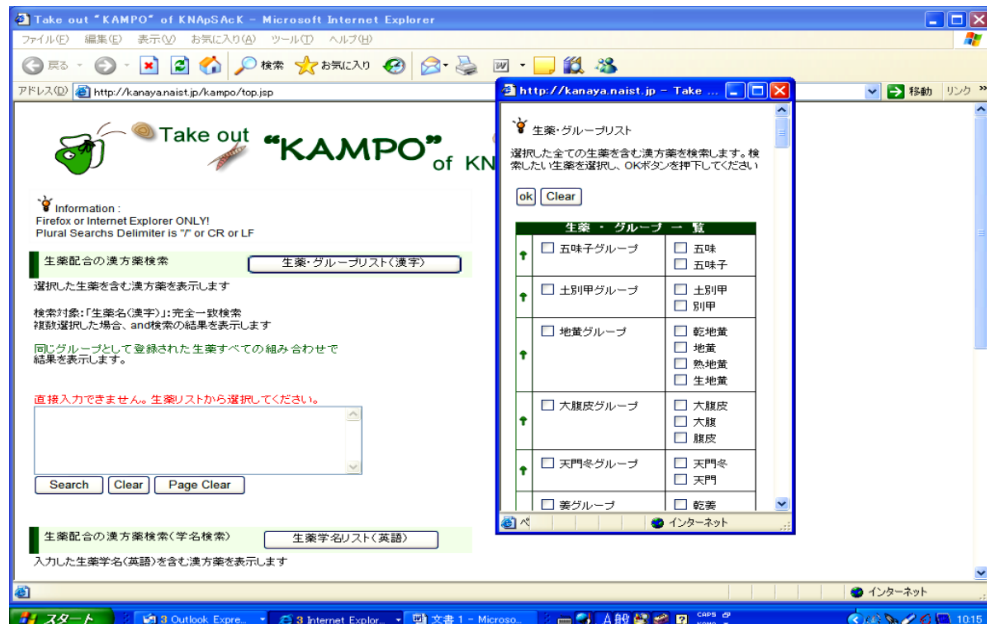 Take out "KAMPO" of KNApSAcK - Microsoft Internet Explorer
ファイル(F) 編集(E) 表示(V) お気に入り(A) ツール(T) ヘルプ(H)
戻る 検索 お気に入り
アドレス(D) http://kanaya.naist.jp/kampo/top.jsp 移動 リンク »
Take out "KAMPO" of KN
Information :
Firefox or Internet Explorer ONLY!
Plural Searchs Delimiter is "/" or CR or LF
生薬配合の漢方薬検索 生薬・グループリスト(漢字)
選択した生薬を含む漢方薬を表示します
検索対象:「生薬名(漢字)」:完全一致検索
複数選択した場合、and検索の結果を表示します
同じグループとして登録された生薬すべての組み合わせで
結果を表示します。
直接入力できません。生薬リストから選択してください。
Search Clear Page Clear
生薬配合の漢方薬検索(学名検索) 生薬学名リスト(英語)
入力した生薬学名(英語)を含む漢方薬を表示します
http://kanaya.naist.jp - Take ...
生薬・グループリスト
選択した全ての生薬を含む漢方薬を検索します。検
索したい生薬を選択し、OKボタンを押下してください
ok Clear
生薬 ・ グループ 一 覧
五味子グループ 五味
五味子
土別甲グループ 土別甲
別甲
地黄グループ 乾地黄
地黄
熟地黄
生地黄
大腹皮グループ 大腹皮
大腹
腹皮
天門冬グループ 天門冬
天門
姜グループ 乾姜
ペ インターネット
インターネット
スタート 3 Outlook Expre... 3 Internet Explor... 文書 1 - Microso... A 般 CAPS 10:15